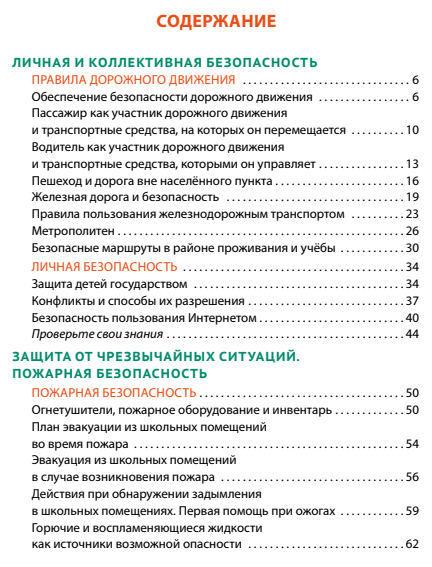 СОДЕРЖАНИЕ
ЛИЧНАЯ И КОЛЛЕКТИВНАЯ БЕЗОПАСНОСТЬ
ПРАВИЛА ДОРОЖНОГО ДВИЖЕНИЯ . . . . . . . . . . . . . . . . . . . . . . . . . . . . 6
Обеспечение безопасности дорожного движения . . . . . . . . . . . . . . . 6
Пассажир как участник дорожного движения
и транспортные средства, на которых он перемещается . . . . . . . . . . 10
Водитель как участник дорожного движения
и транспортные средства, которыми он управляет . . . . . . . . . . . . . . . 13
Пешеход и дорога вне населённого пункта . . . . . . . . . . . . . . . . . . . . . . 16
Железная дорога и безопасность . . . . . . . . . . . . . . . . . . . . . . . . . . . . . . 19
Правила пользования железнодорожным транспортом . . . . . . . . . 23
Метрополитен . . . . . . . . . . . . . . . . . . . . . . . . . . . . . . . . . . . . . . . . . . . . . . . . . 26
Безопасные маршруты в районе проживания и учёбы . . . . . . . . . . . 30
ЛИЧНАЯ БЕЗОПАСНОСТЬ . . . . . . . . . . . . . . . . . . . . . . . . . . . . . . . . . . . . . . 34
Защита детей государством . . . . . . . . . . . . . . . . . . . . . . . . . . . . . . . . . . . . 34
Конфликты и способы их разрешения . . . . . . . . . . . . . . . . . . . . . . . . . . . 37
Безопасность пользования Интернетом . . . . . . . . . . . . . . . . . . . . . . . . . 40
Проверьте свои знания . . . . . . . . . . . . . . . . . . . . . . . . . . . . . . . . . . . . . . . . 44
ЗАЩИТА ОТ ЧРЕЗВЫЧАЙНЫХ СИТУАЦИЙ.
ПОЖАРНАЯ БЕЗОПАСНОСТЬ
ПОЖАРНАЯ БЕЗОПАСНОСТЬ . . . . . . . . . . . . . . . . . . . . . . . . . . . . . . . . . . . 50
Огнетушители, пожарное оборудование и инвентарь . . . . . . . . . . . . 50
План эвакуации из школьных помещений
во время пожара . . . . . . . . . . . . . . . . . . . . . . . . . . . . . . . . . . . . . . . . . . . . . . 54
Эвакуация из школьных помещений
в случае возникновения пожара . . . . . . . . . . . . . . . . . . . . . . . . . . . . . . . 56
Действия при обнаружении задымления
в школьных помещениях. Первая помощь при ожогах . . . . . . . . . . . 59
Горючие и воспламеняющиеся жидкости
как источники возможной опасности . . . . . . . . . . . . . . . . . . . . . . . . . . . 62